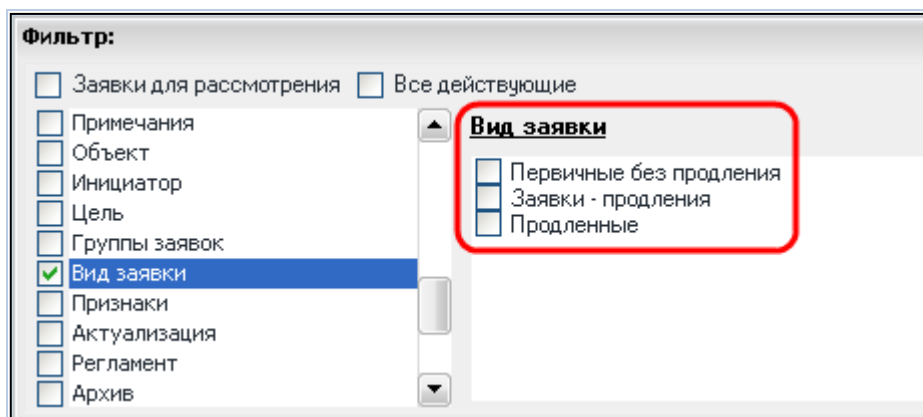 Фильтр:
Заявки для рассмотрения Все действующие
Примечания
Объект
Инициатор
Цель
Группы заявок
Вид заявки
Признаки
Актуализация
Регламент
Архив
Вид заявки
Первичные без продления
Заявки - продления
Продленные